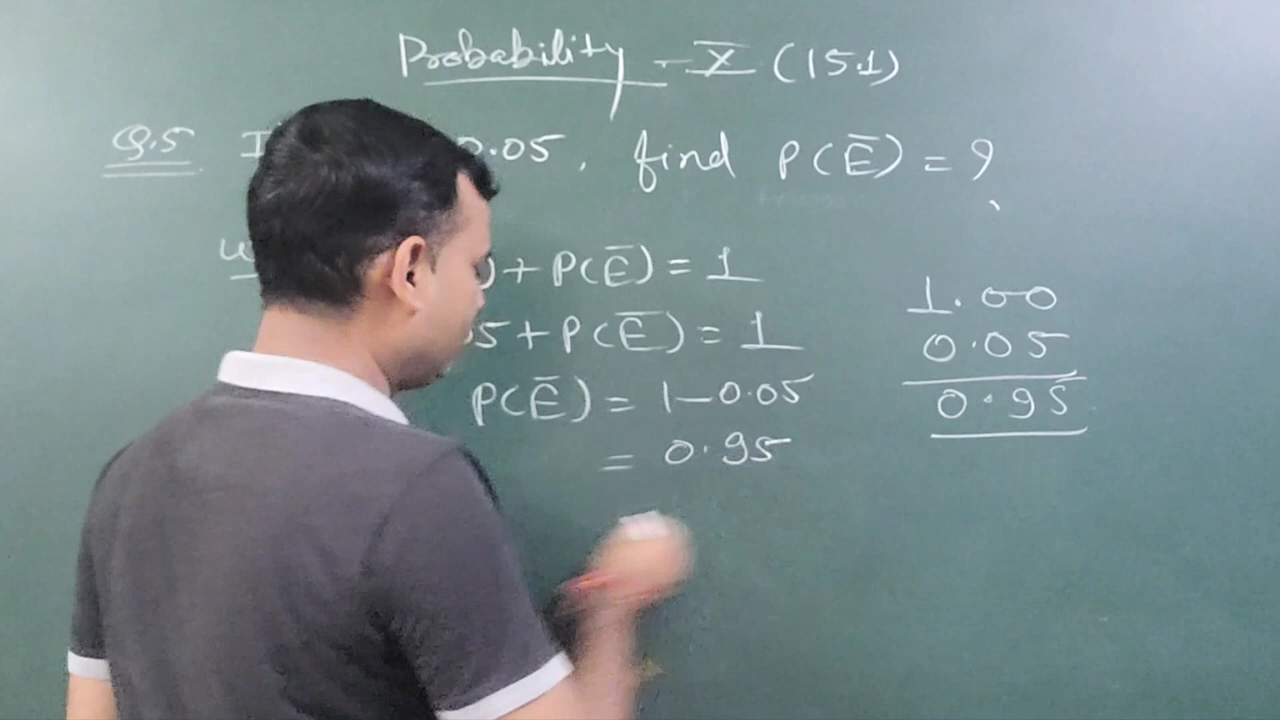 Probability - X (15.1)
Q.5 0.05, find P(E̅) = ?
+ P(E̅) = 1
5 + P(E̅) = 1
P(E̅) = 1 - 0.05
= 0.95
1.00
0.05
0.95